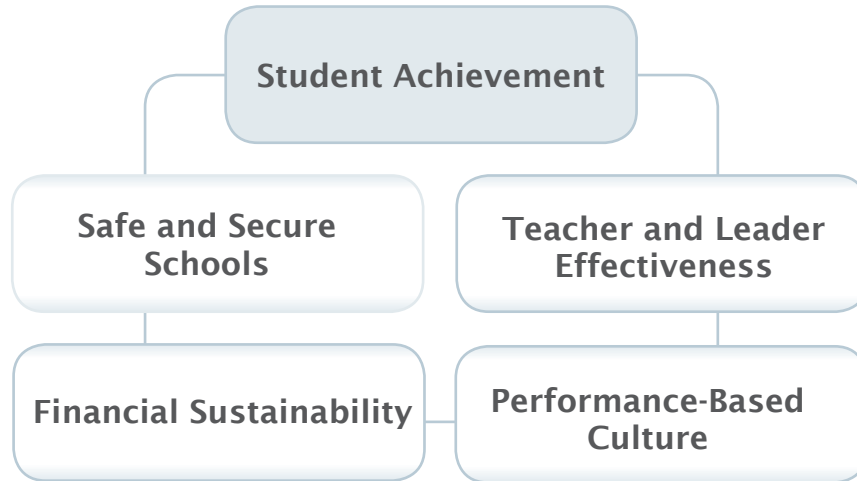 Student Achievement
Safe and Secure
Schools
Teacher and Leader
Effectiveness
Financial Sustainability
Performance-Based
Culture